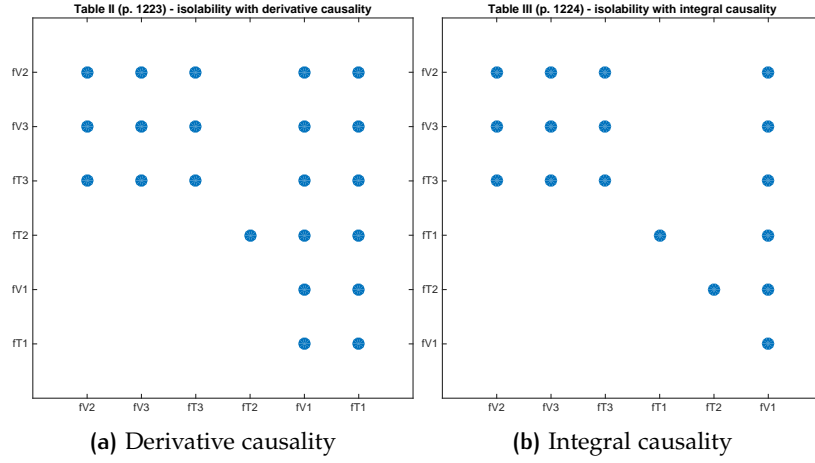 Table II (p. 1223) - isolability with derivative causality
fV2
fV3
fT3
fT2
fV1
fT1
fV2 fV3 fT3 fT2 fV1 fT1
(a) Derivative causality
Table III (p. 1224) - isolability with integral causality
fV2
fV3
fT3
fT1
fT2
fV1
fV2 fV3 fT3 fT1 fT2 fV1
(b) Integral causality